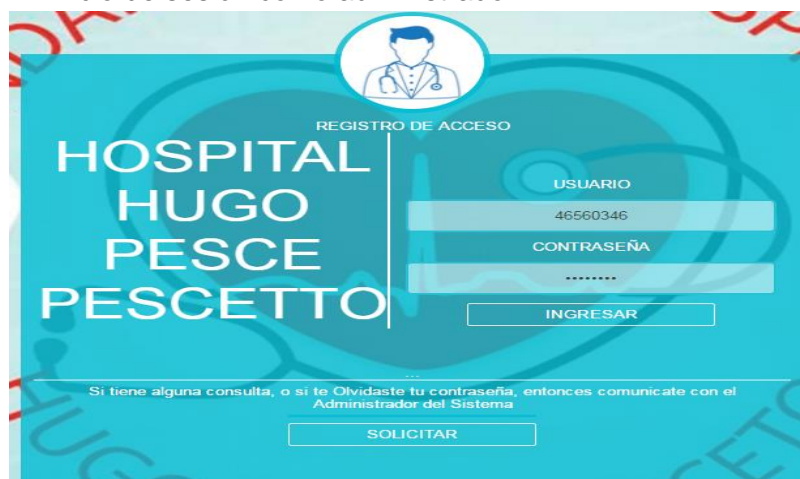 REGISTRO DE ACCESO
HOSPITAL
HUGO
PESCE
PESCETTO
USUARIO
46560346
CONTRASEÑA
••••••••
INGRESAR
...
Si tiene alguna consulta, o si te Olvidaste tu contraseña, entonces comunicate con el
Administrador del Sistema
SOLICITAR
HUGO